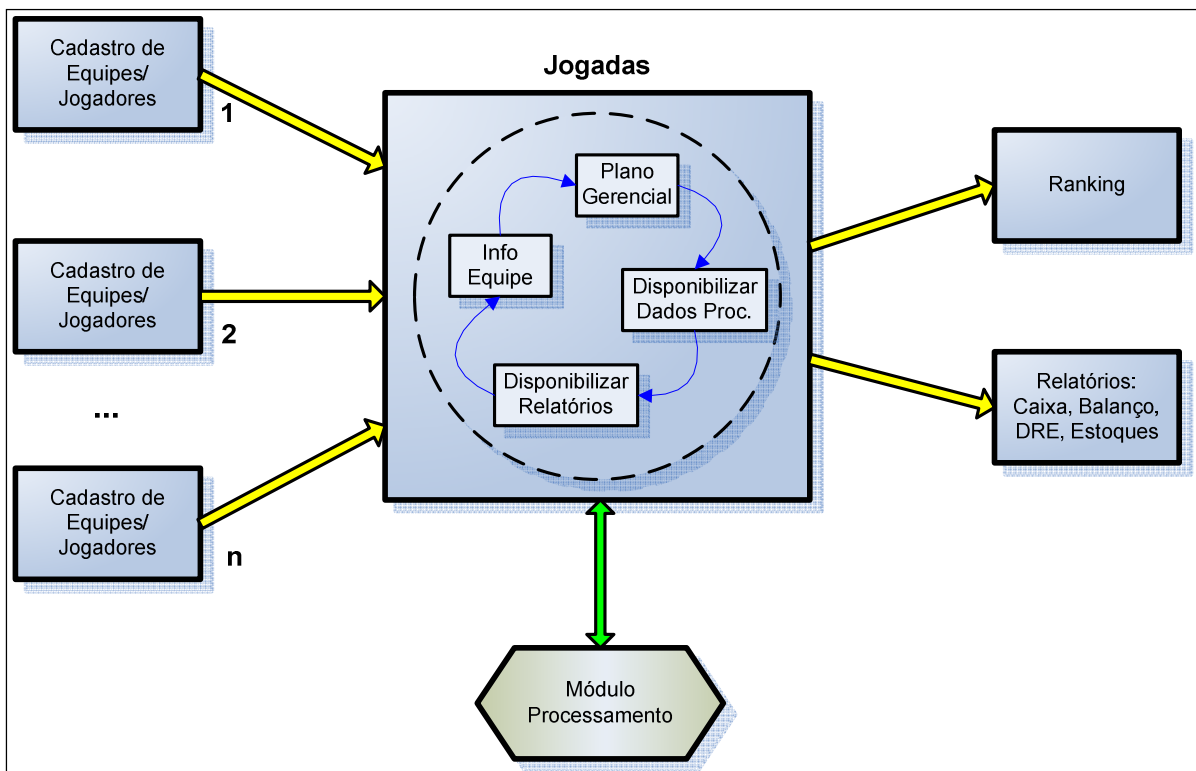 Cadastro de
Equipes/
Jogadores
1
Cadastro de
Equipes/
Jogadores
2
...
Cadastro de
Equipes/
Jogadores
n
Jogadas
Plano
Gerencial
Info
Equipe
Disponibilizar
Dados Proc.
Disponibilizar
Relatórios
Ranking
Relatórios:
Caixa, Balanço,
DRE, Estoques
Módulo
Processamento